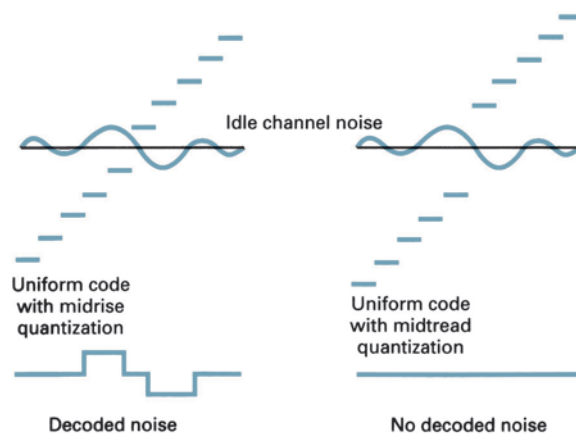 Idle channel noise
Uniform code
with midrise
quantization
Uniform code
with midtread
quantization
Decoded noise
No decoded noise